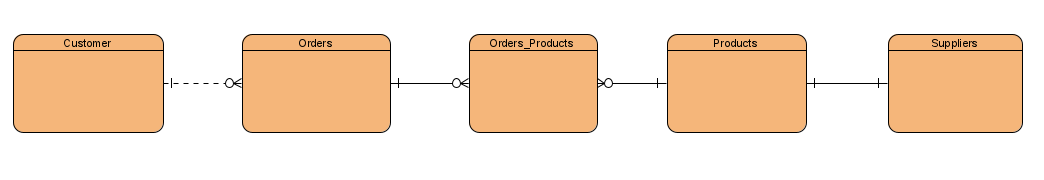 Customer
Orders
Orders_Products
Products
Suppliers